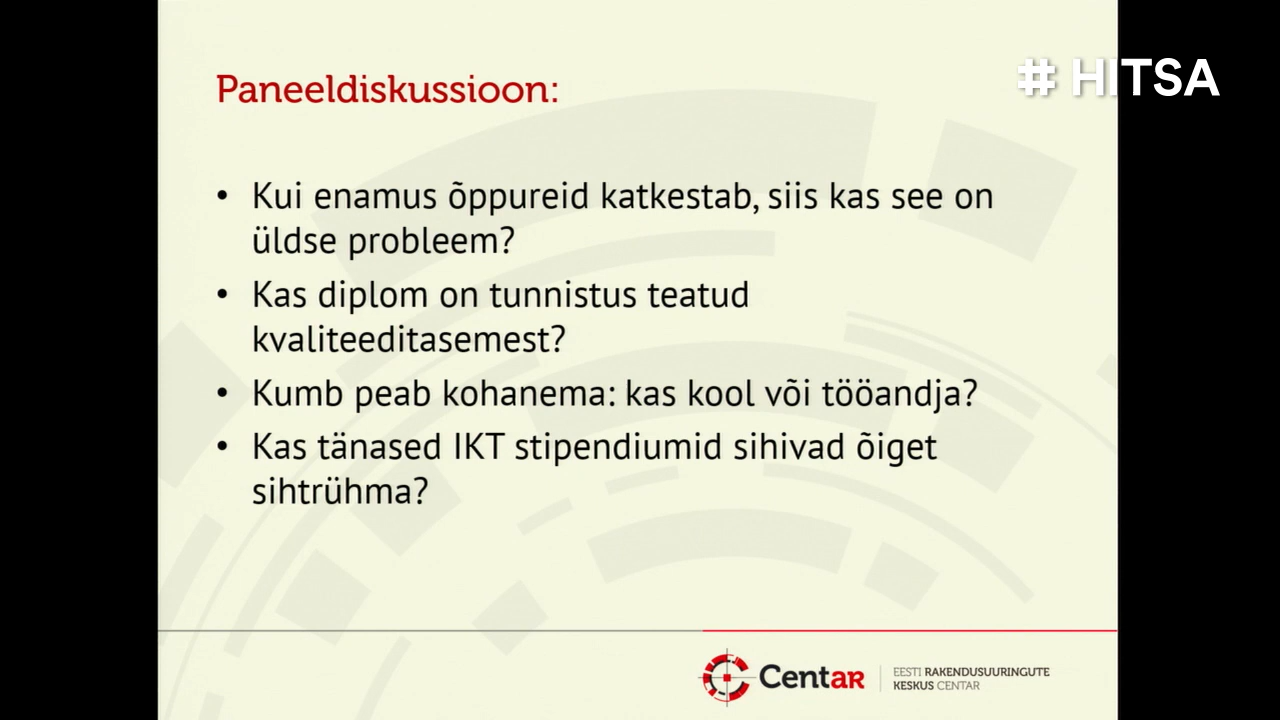 # HITSA
Paneeldiskussioon:
• Kui enamus õppureid katkestab, siis kas see on
üldse probleem?
• Kas diplom on tunnistus teatud
kvaliteeditasemest?
• Kumb peab kohanema: kas kool või tööandja?
• Kas tänased IKT stipendiumid sihivad õiget
sihtrühma?
Centar
EESTI RAKENDUSUURINGUTE
KESKUS CENTAR